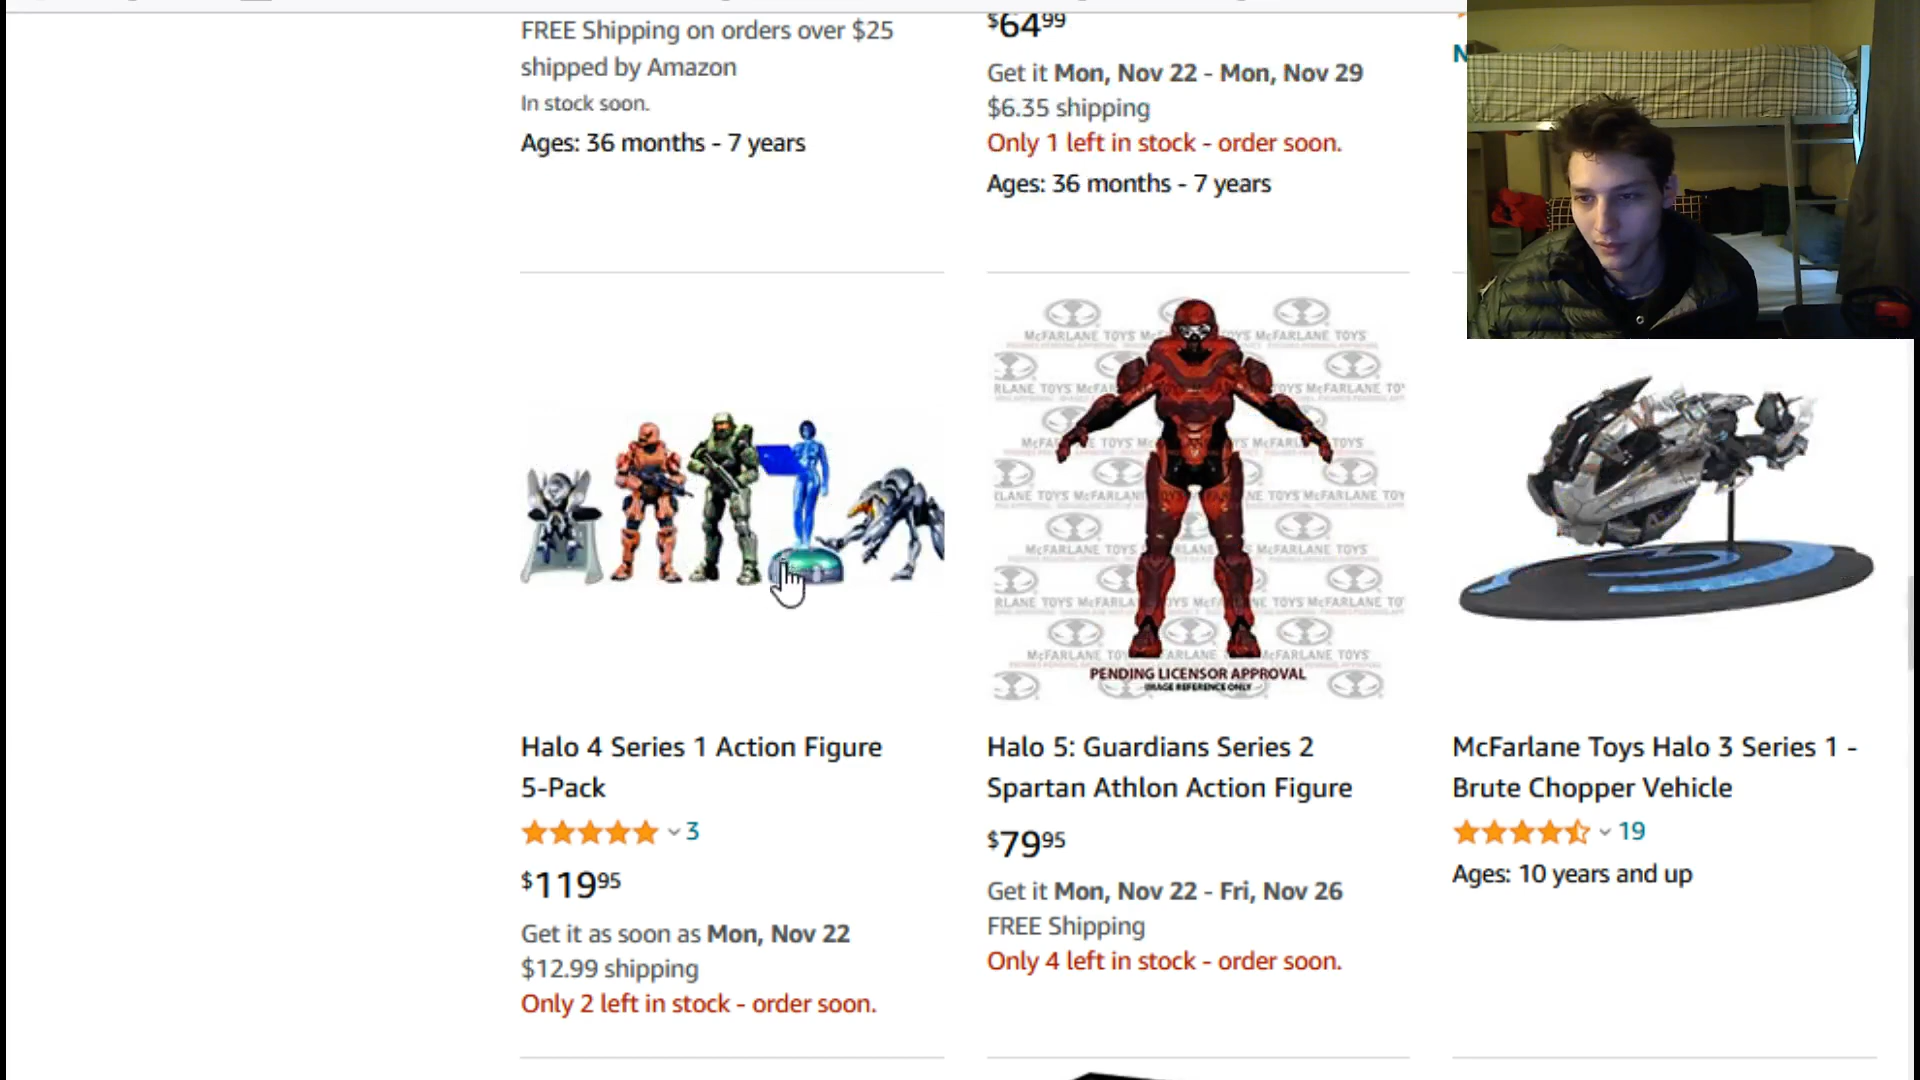 FREE Shipping on orders over $25
shipped by Amazon
In stock soon.
Ages: 36 months - 7 years
$64.99
Get it Mon, Nov 22 - Mon, Nov 29
$6.35 shipping
Only 1 left in stock - order soon.
Ages: 36 months - 7 years
N
McFARLANE TOYS
PENDING LICENSOR APPROVAL
IMAGE REFERENCE ONLY
Halo 4 Series 1 Action Figure
5-Pack
3
$119.95
Get it as soon as Mon, Nov 22
$12.99 shipping
Only 2 left in stock - order soon.
Halo 5: Guardians Series 2
Spartan Athlon Action Figure
$79.95
Get it Mon, Nov 22 - Fri, Nov 26
FREE Shipping
Only 4 left in stock - order soon.
McFarlane Toys Halo 3 Series 1 -
Brute Chopper Vehicle
19
Ages: 10 years and up